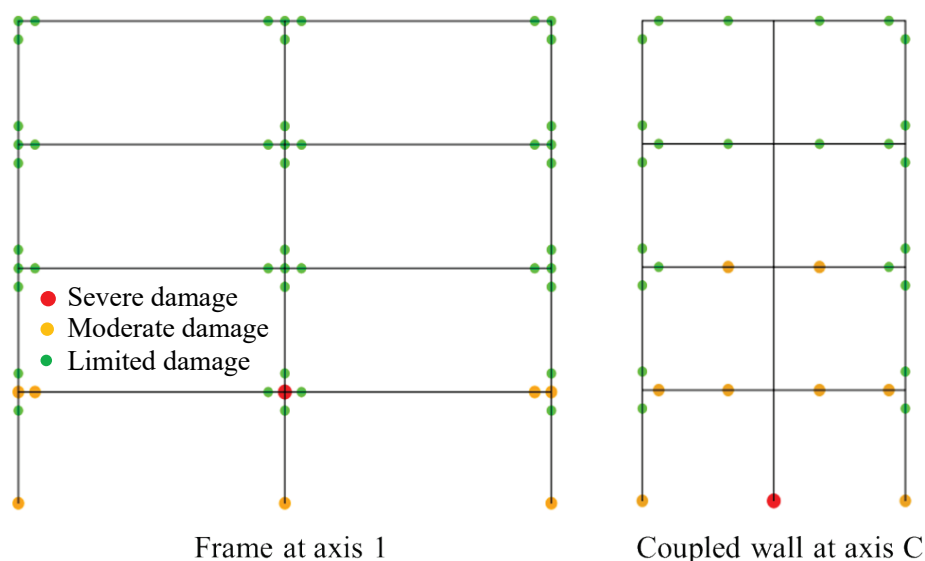 Severe damage
Moderate damage
Limited damage
Frame at axis 1
Coupled wall at axis C